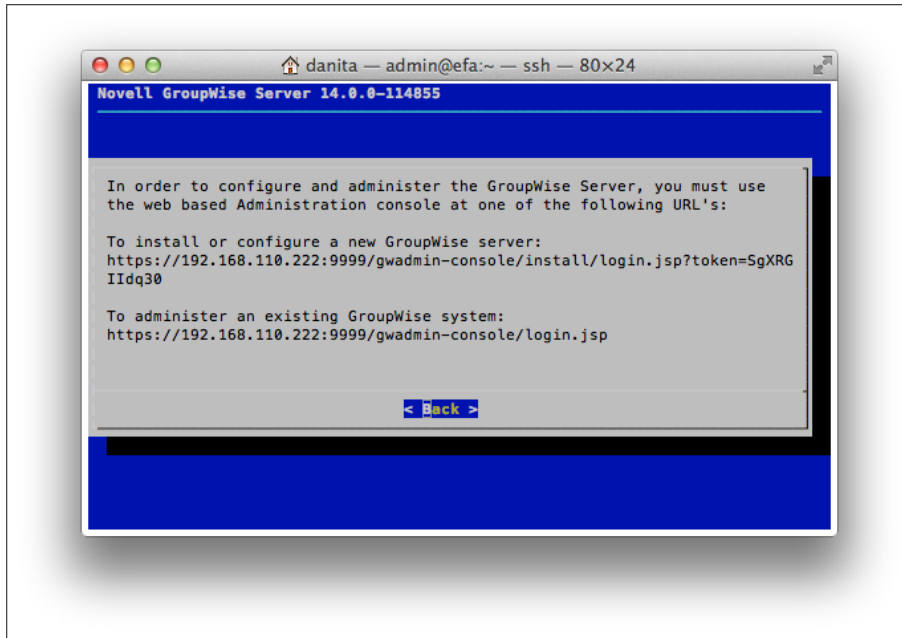 danita — admin@efa:~ — ssh — 80×24
Novell GroupWise Server 14.0.0-114855
In order to configure and administer the GroupWise Server, you must use
the web based Administration console at one of the following URL's:
To install or configure a new GroupWise server:
https://192.168.110.222:9999/gwadmin-console/install/login.jsp?token=SgXRG
IIdq30
To administer an existing GroupWise system:
https://192.168.110.222:9999/gwadmin-console/login.jsp
< Back >